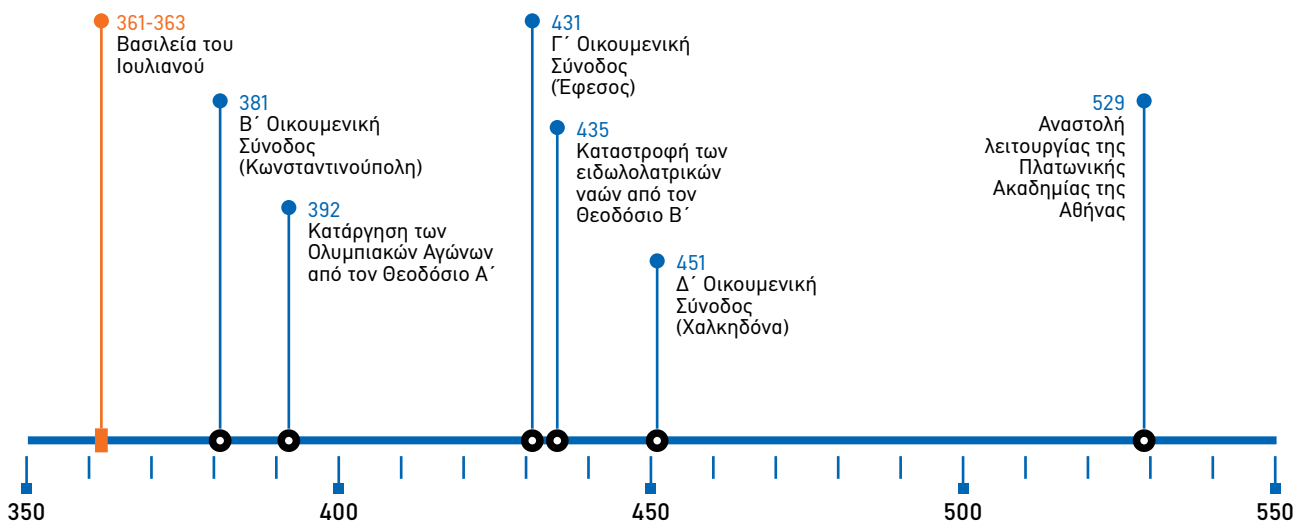 361-363
Βασιλεία του
Ιουλιανού
381
Β΄ Οικουμενική
Σύνοδος
(Κωνσταντινούπολη)
392
Κατάργηση των
Ολυμπιακών Αγώνων
από τον Θεοδόσιο Α΄
431
Γ΄ Οικουμενική
Σύνοδος
(Έφεσος)
435
Καταστροφή των
ειδωλολατρικών
ναών από τον
Θεοδόσιο Β΄
451
Δ΄ Οικουμενική
Σύνοδος
(Χαλκηδόνα)
529
Αναστολή
λειτουργίας της
Πλατωνικής
Ακαδημίας της
Αθήνας
350 400 450 500 550